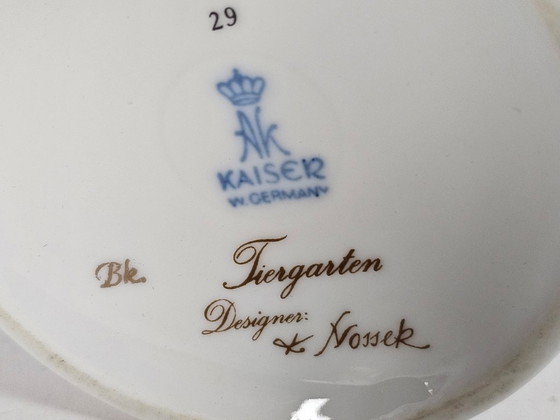 29
AK
KAISER
W.GERMANY
Bk.
Tiergarten
Designer:
K Nossek